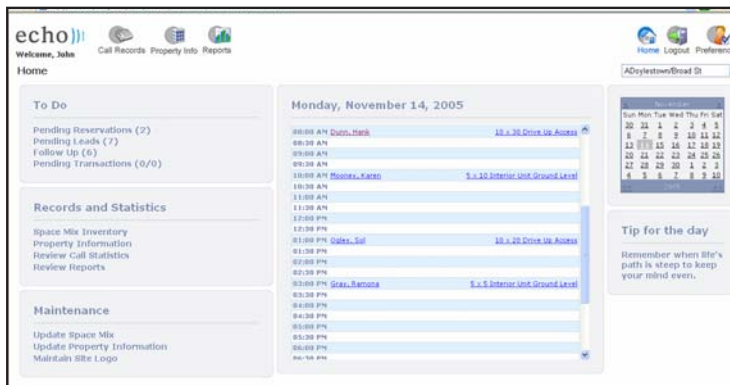 echo
Welcome, John
Call Records Property Info Reports
Home Logout Preferenc
Home
ADoylestown/Broad St
To Do
Pending Reservations (2)
Pending Leads (7)
Follow Up (6)
Pending Transactions (0/0)
Records and Statistics
Space Mix Inventory
Property Information
Review Call Statistics
Review Reports
Maintenance
Update Space Mix
Update Property Information
Maintain Site Logo
Monday, November 14, 2005
08:00 AM Dunn, Hank 10 x 30 Drive Up Access
08:30 AM
09:00 AM
09:30 AM
10:00 AM Mooney, Karen 5 x 10 Interior Unit Ground Level
10:30 AM
11:00 AM
11:30 AM
12:00 PM
12:30 PM
01:00 PM Ogley, Sol 10 x 20 Drive Up Access
01:30 PM
02:00 PM
02:30 PM
03:00 PM Gray, Ramona 5 x 5 Interior Unit Ground Level
03:30 PM
04:00 PM
04:30 PM
05:00 PM
05:30 PM
06:00 PM
06:30 PM
November
Sun Mon Tue Wed Thu Fri Sat
30 31 1 2 3 4 5
6 7 8 9 10 11 12
13 14 15 16 17 18 19
20 21 22 23 24 25 26
27 28 29 30 1 2 3
4 5 6 7 8 9 10
2005
Tip for the day
Remember when life's
path is steep to keep
your mind even.